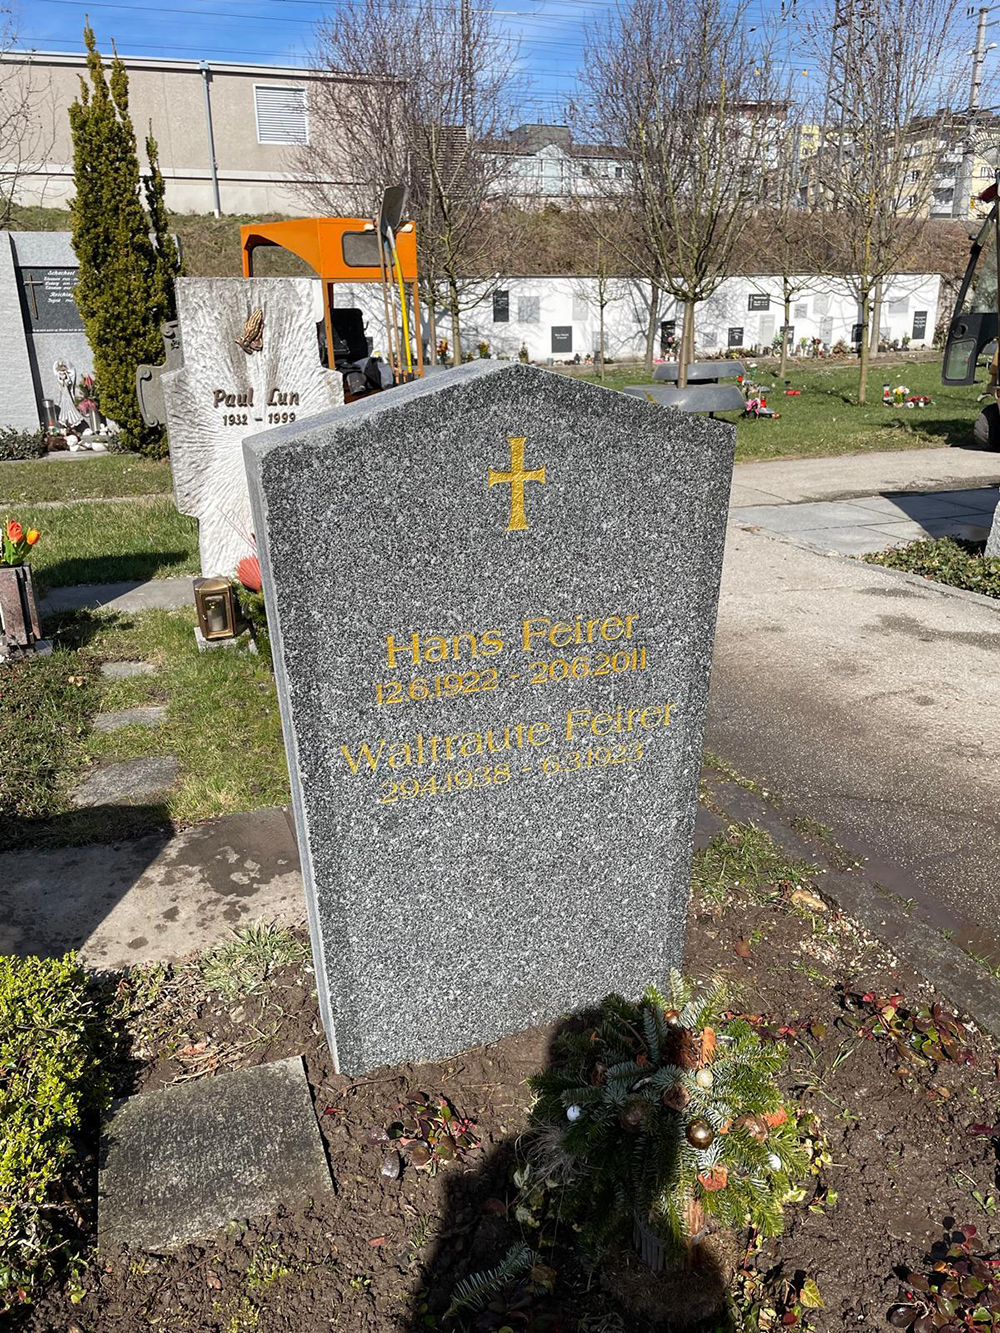 Paul Lun
1932 - 1999
Hans Feirer
12.6.1922 - 20.6.2011
Waltraute Feirer
29.4.1938 - 6.3.1923